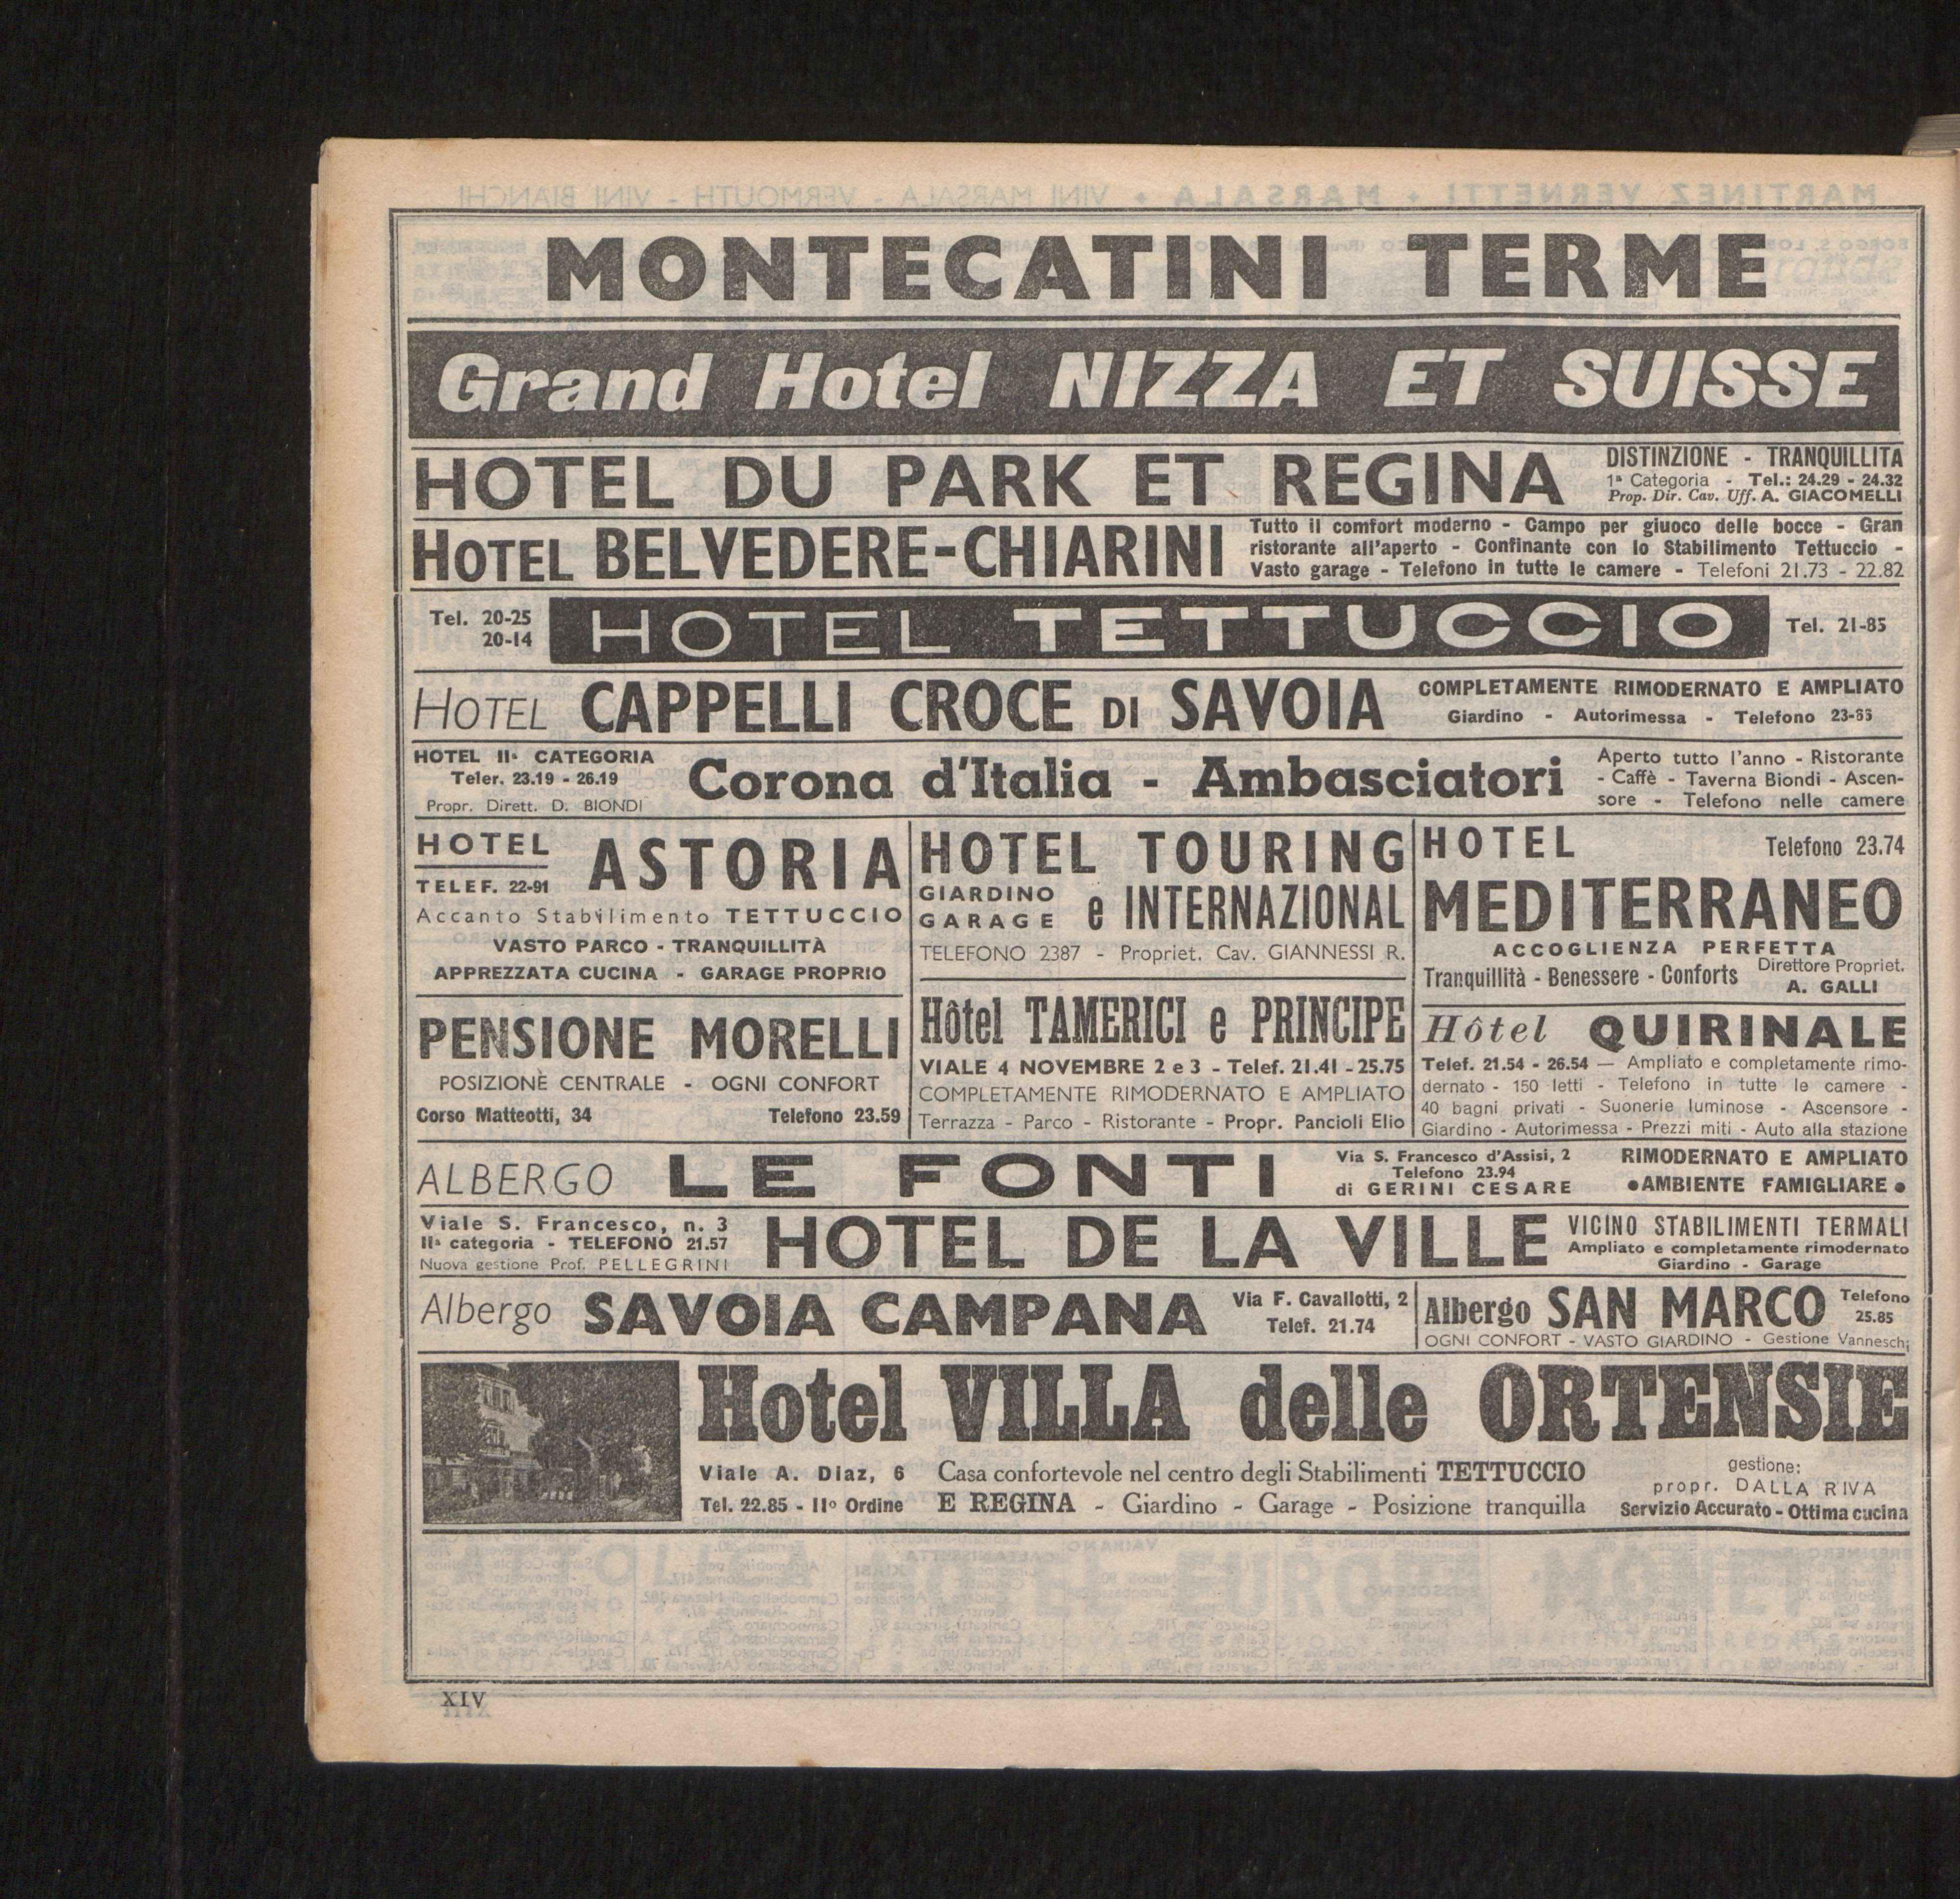 MONTECATINI TERME
Grand Hotel NIZZA ET SUISSE
HOTEL DU PARK ET REGINA
DISTINZIONE - TRANQUILLITA
1ª Categoria - Tel.: 24.29 - 24.32
Prop. Dir. Cav. Uff. A. GIACOMELLI
HOTEL BELVEDERE-CHIARINI
Tutto il comfort moderno - Campo per giuoco delle bocce - Gran
ristorante all'aperto - Confinante con lo Stabilimento Tettuccio -
Vasto garage - Telefono in tutte le camere - Telefoni 21.73 - 22.82
Tel. 20-25
20-14
HOTEL TETTUCCIO
Tel. 21-85
HOTEL CAPPELLI CROCE DI SAVOIA
COMPLETAMENTE RIMODERNATO E AMPLIATO
Giardino - Autorimessa - Telefono
HOTEL IIª CATEGORIA
Teler. 23.19 - 26.19
Propr. Dirett. D. BIONDI
Corona d'Italia - Ambasciatori
Aperto tutto l'anno - Ristorante
- Caffè - Taverna Biondi - Ascen-
sore - Telefono nelle camere
HOTEL
TELEF. 22-91
ASTORIA
Accanto Stabilimento TETTUCCIO
VASTO PARCO - TRANQUILLITÀ
APPREZZATA CUCINA - GARAGE PROPRIO
PENSIONE MORELLI
POSIZIONE CENTRALE - OGNI CONFORT
Corso Matteotti, 34 Telefono 23.59
HOTEL TOURING
GIARDINO
GARAGE
e INTERNAZIONAL
TELEFONO 2387 - Propriet. Cav. GIANNESSI R.
Hôtel TAMERICI e PRINCIPE
VIALE 4 NOVEMBRE 2 e 3 - Telef. 21.41 - 25.75
COMPLETAMENTE RIMODERNATO E AMPLIATO
Terrazza - Parco - Ristorante - Propr. Pancioli Elio
HOTEL Telefono 23.74
MEDITERRANEO
ACCOGLIENZA PERFETTA
Tranquillità - Benessere - Conforts
Direttore Propriet.
A. GALLI
Hôtel QUIRINALE
Telef. 21.54 - 26.54 — Ampliato e completamente rimo-
dernato - 150 letti - Telefono in tutte le camere -
40 bagni privati - Suonerie luminose - Ascensore -
Giardino - Autorimessa - Prezzi miti - Auto alla stazione
ALBERGO LE FONTI
Via S. Francesco d'Assisi, 2
Telefono 23.94
di GERINI CESARE
RIMODERNATO E AMPLIATO
• AMBIENTE FAMIGLIARE •
Viale S. Francesco, n. 3
IIª categoria - TELEFONO 21.57
Nuova gestione Prof. PELLEGRINI
HOTEL DE LA VILLE
VICINO STABILIMENTI TERMALI
Ampliato e completamente rimodernato
Giardino - Garage
Albergo SAVOIA CAMPANA
Via F. Cavallotti, 2
Telef. 21.74
Albergo SAN MARCO
Telefono
25.85
OGNI CONFORT - VASTO GIARDINO - Gestione Vanneschi
Hotel VILLA delle ORTENSIE
Viale A. Diaz, 6
Tel. 22.85 - IIº Ordine
Casa confortevole nel centro degli Stabilimenti TETTUCCIO
E REGINA - Giardino - Garage - Posizione tranquilla
gestione:
propr. DALLA RIVA
Servizio Accurato - Ottima cucina
XIV